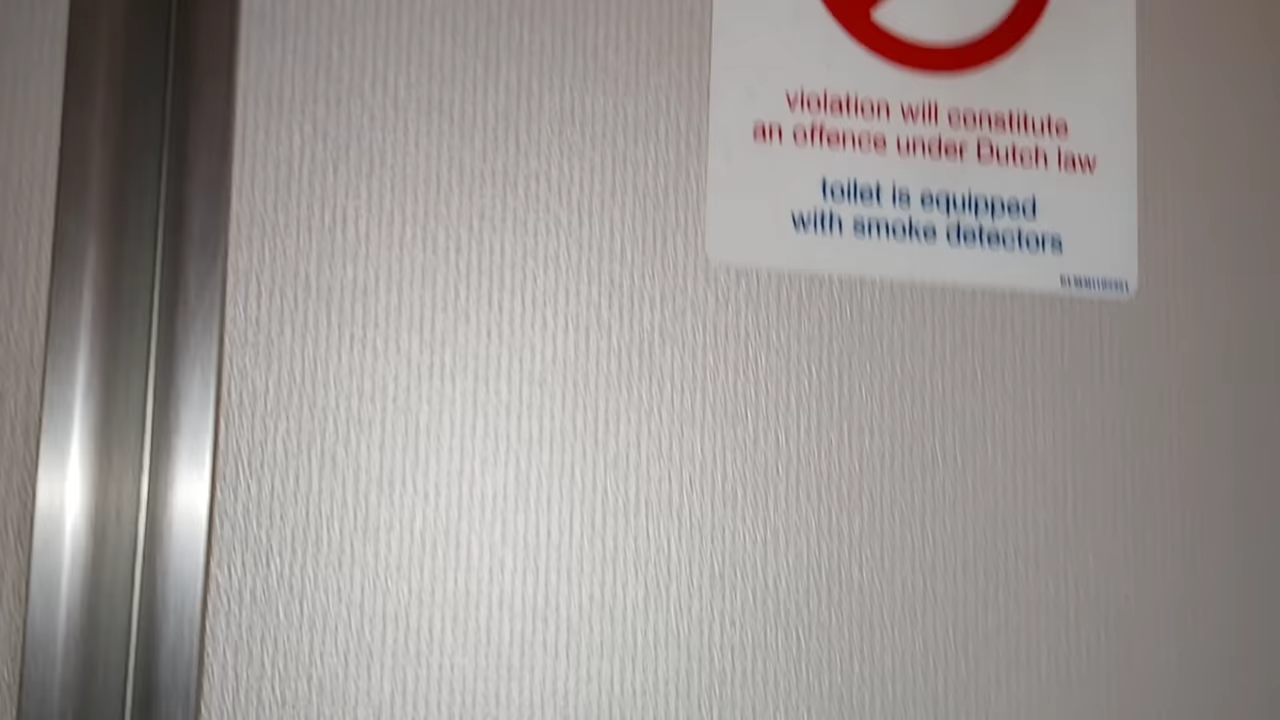 violation will constitute
an offence under Dutch law
toilet is equipped
with smoke detectors